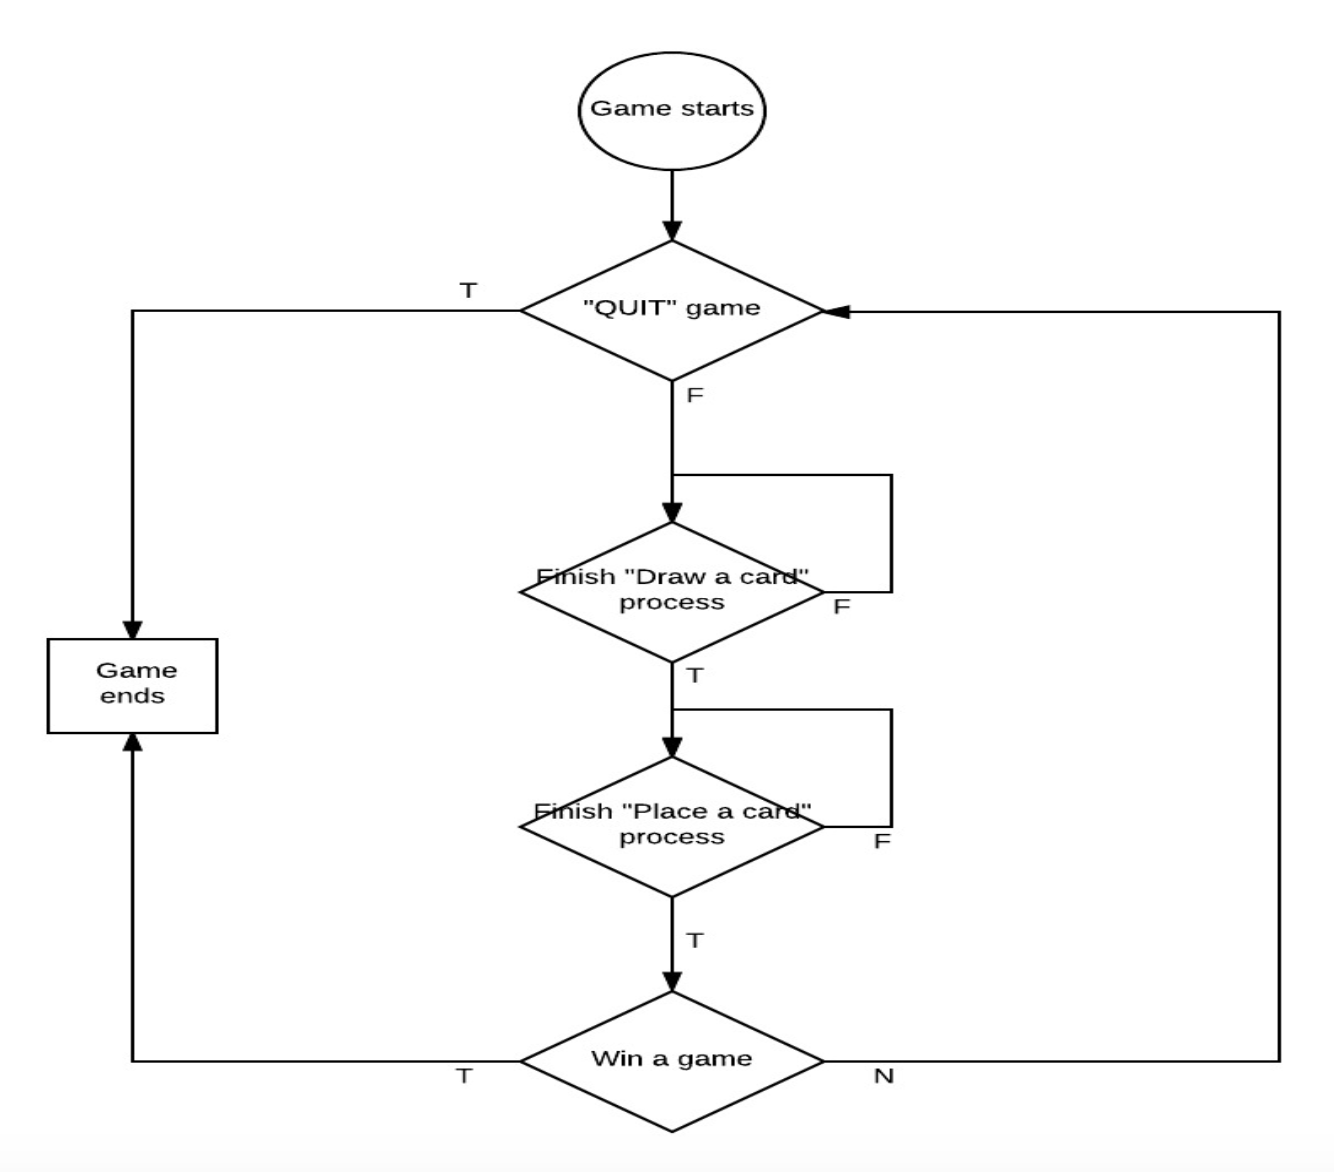 Game starts
T
"QUIT" game
F
Finish "Draw a card"
process
F
Game
ends
T
Finish "Place a card"
process
F
T
Win a game
T
N